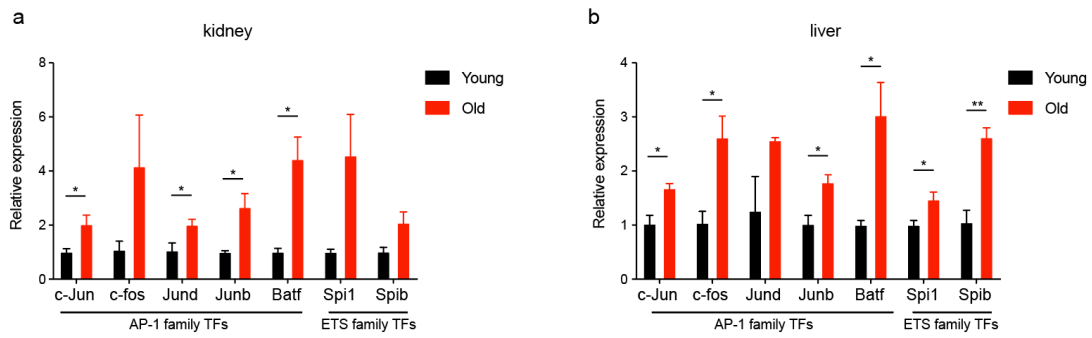 a
kidney
Relative expression
8
6
4
2
0
* * * *
c-Jun c-fos Jund Junb Batf Spi1 Spib
AP-1 family TFs ETS family TFs
Young
Old
b
liver
Relative expression
4
3
2
1
0
* * * * * **
c-Jun c-fos Jund Junb Batf Spi1 Spib
AP-1 family TFs ETS family TFs
Young
Old